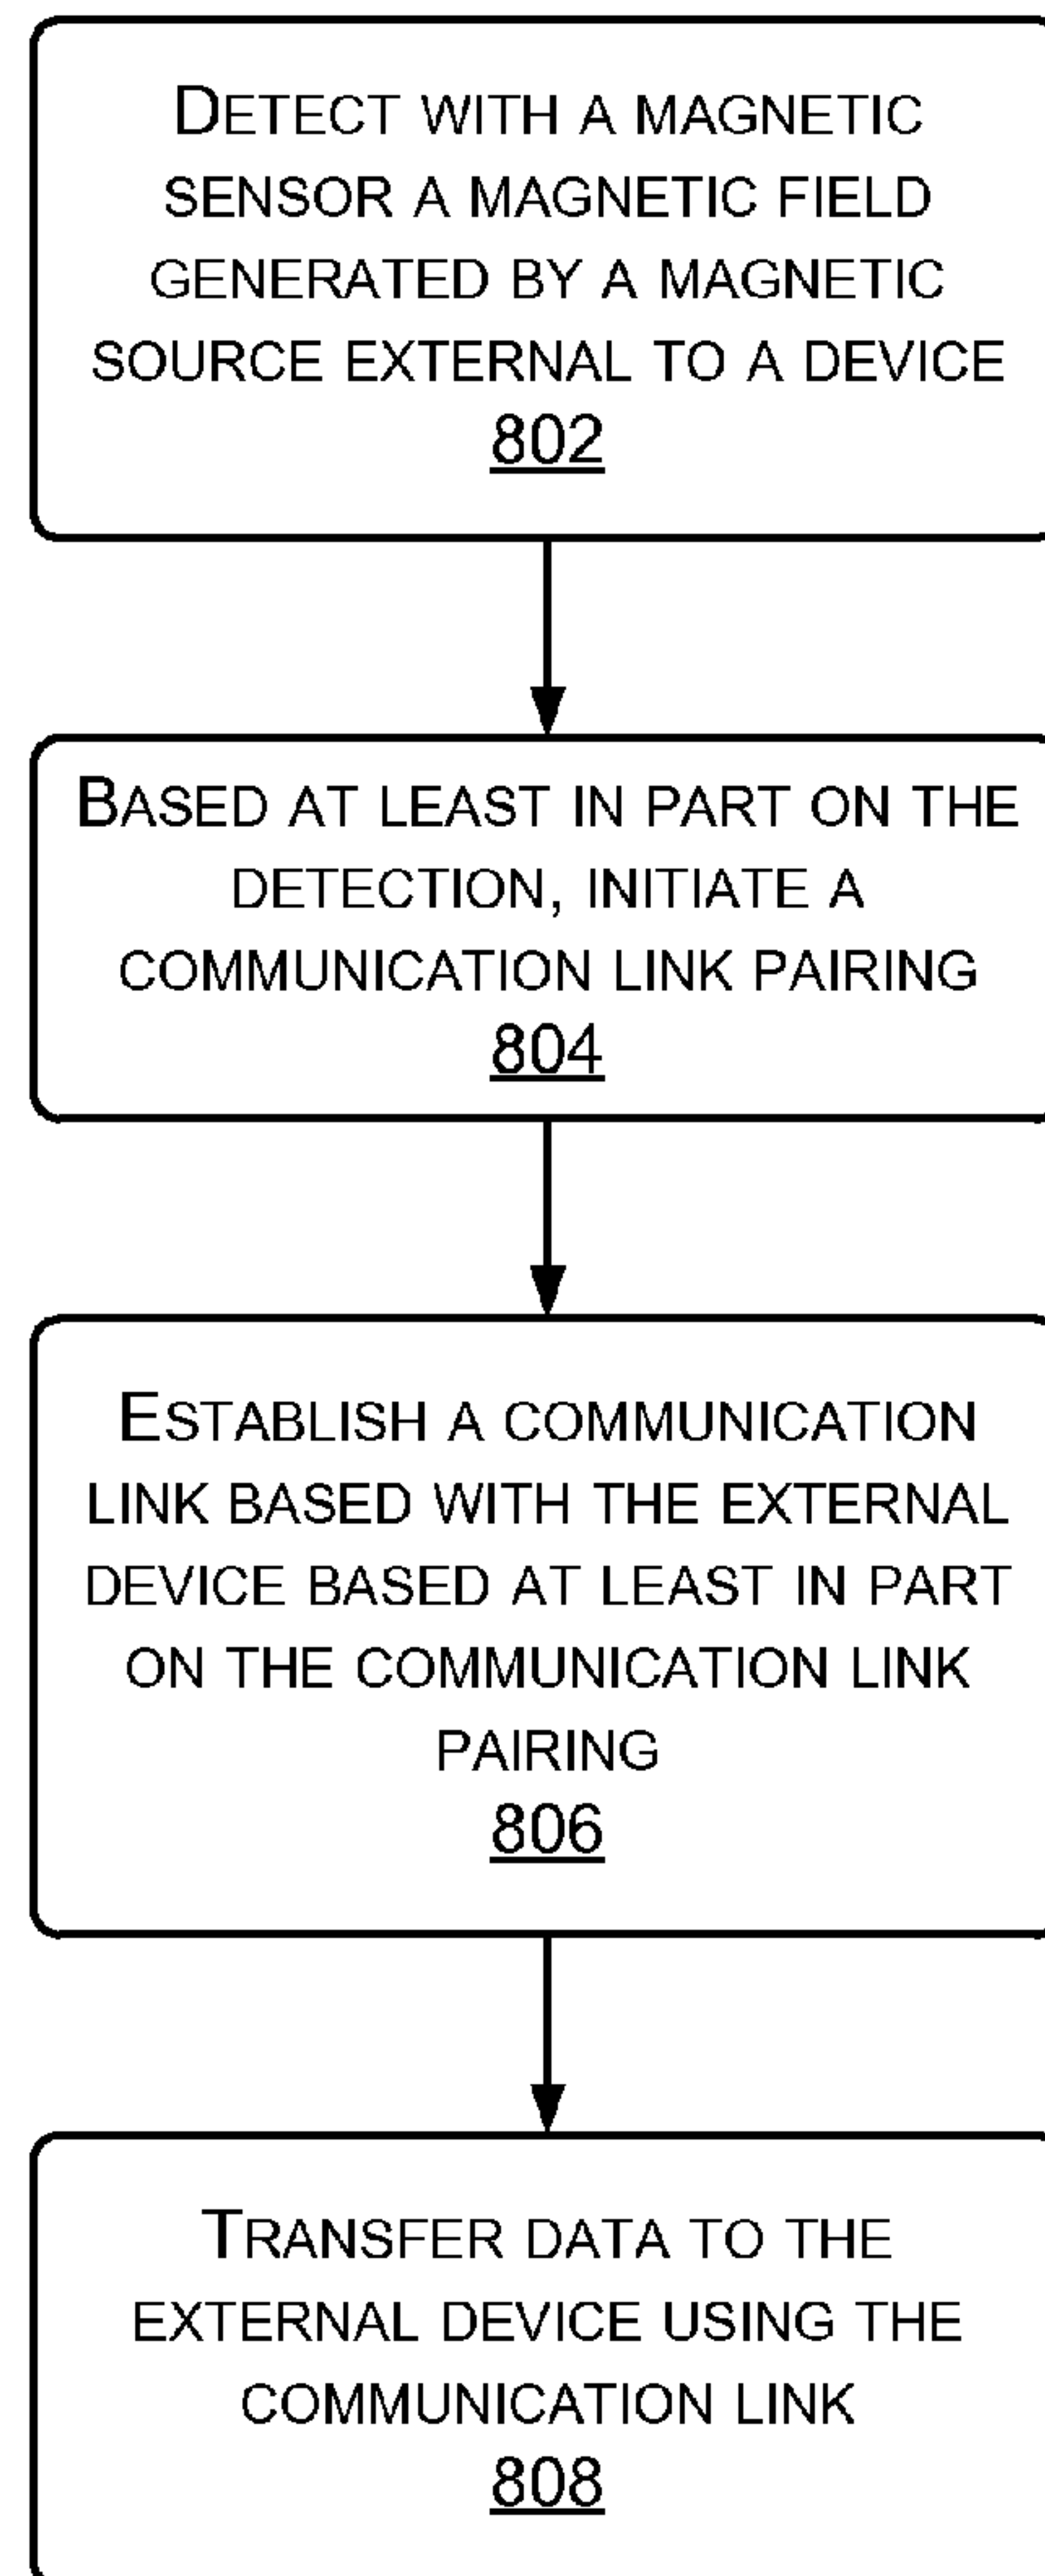 DETECT WITH A MAGNETIC
SENSOR A MAGNETIC FIELD
GENERATED BY A MAGNETIC
SOURCE EXTERNAL TO A DEVICE
802
BASED AT LEAST IN PART ON THE
DETECTION, INITIATE A
COMMUNICATION LINK PAIRING
804
ESTABLISH A COMMUNICATION
LINK BASED WITH THE EXTERNAL
DEVICE BASED AT LEAST IN PART
ON THE COMMUNICATION LINK
PAIRING
806
TRANSFER DATA TO THE
EXTERNAL DEVICE USING THE
COMMUNICATION LINK
808